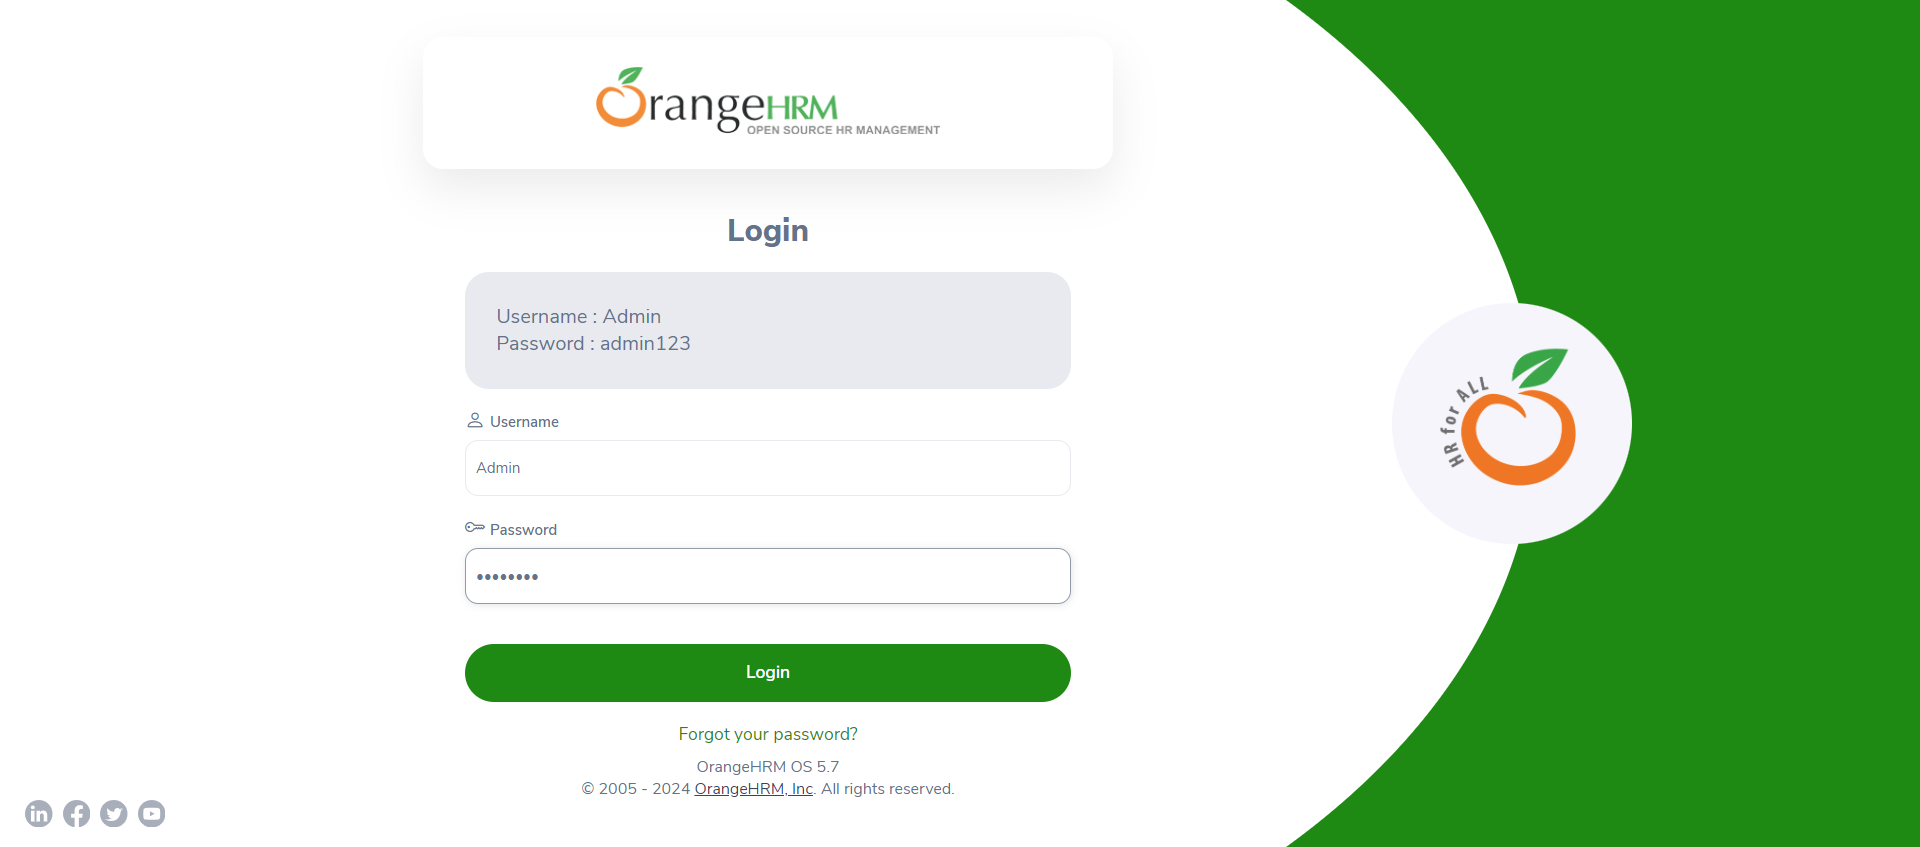 OrangeHRM
OPEN SOURCE HR MANAGEMENT
Login
Username : Admin
Password : admin123
Username
Admin
Password
••••••••
Login
Forgot your password?
OrangeHRM OS 5.7
© 2005 - 2024 OrangeHRM, Inc. All rights reserved.
HR for ALL